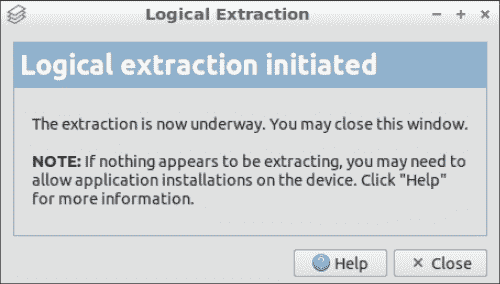 Logical Extraction
Logical extraction initiated
The extraction is now underway. You may close this window.
NOTE: If nothing appears to be extracting, you may need to
allow application installations on the device. Click "Help"
for more information.
Help
Close